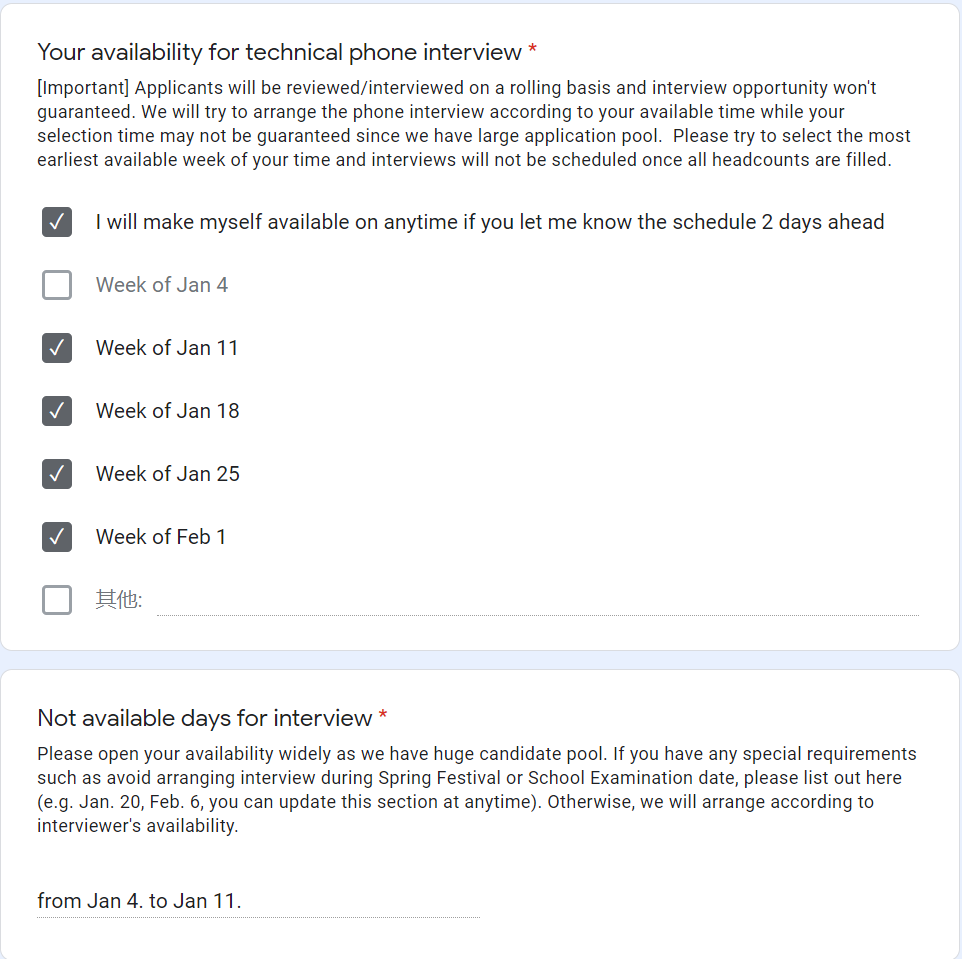 Your availability for technical phone interview *
[Important] Applicants will be reviewed/interviewed on a rolling basis and interview opportunity won't
guaranteed. We will try to arrange the phone interview according to your available time while your
selection time may not be guaranteed since we have large application pool.  Please try to select the most
earliest available week of your time and interviews will not be scheduled once all headcounts are filled.
I will make myself available on anytime if you let me know the schedule 2 days ahead
Week of Jan 4
Week of Jan 11
Week of Jan 18
Week of Jan 25
Week of Feb 1
其他:
Not available days for interview *
Please open your availability widely as we have huge candidate pool. If you have any special requirements
such as avoid arranging interview during Spring Festival or School Examination date, please list out here
(e.g. Jan. 20, Feb. 6, you can update this section at anytime). Otherwise, we will arrange according to
interviewer's availability.
from Jan 4. to Jan 11.